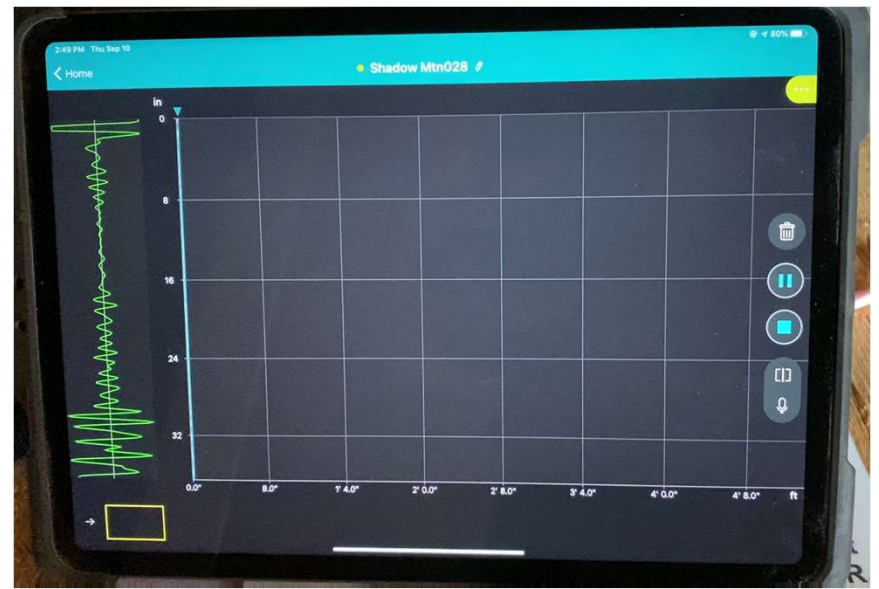 2:49 PM Thu Sep 10
80%
Home
Shadow Mtn028
in
0
8
16
24
32
0.0" 8.0" 1' 4.0" 2' 0.0" 2' 8.0" 3' 4.0" 4' 0.0" 4' 8.0" ft
R